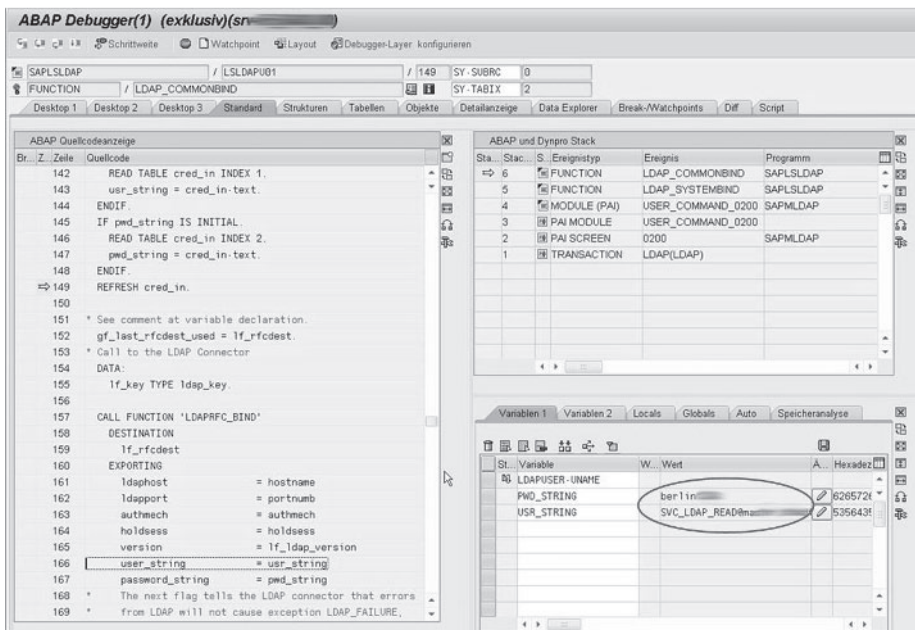 ABAP Debugger(1) (exklusiv)(srv )
Schrittweite Watchpoint Layout Debugger-Layer konfigurieren
SAPLSLDAP / LSLDAPU01 / 149 SY-SUBRC 0
FUNCTION / LDAP_COMMONBIND SY-TABIX 2
Desktop 1 Desktop 2 Desktop 3 Standard Strukturen Tabellen Objekte Detailanzeige Data Explorer Break-/Watchpoints Diff Script
ABAP Quellcodeanzeige
Br... Z... Zeile Quellcode
142 READ TABLE cred_in INDEX 1.
143 usr_string = cred_in-text.
144 ENDIF.
145 IF pwd_string IS INITIAL.
146 READ TABLE cred_in INDEX 2.
147 pwd_string = cred_in-text.
148 ENDIF.
149 REFRESH cred_in.
150
151 * See comment at variable declaration.
152 gf_last_rfcdest_used = lf_rfcdest.
153 * Call to the LDAP Connector
154 DATA:
155 lf_key TYPE ldap_key.
156
157 CALL FUNCTION 'LDAPRFC_BIND'
158 DESTINATION
159 lf_rfcdest
160 EXPORTING
161 ldaphost = hostname
162 ldapport = portnumb
163 authmech = authmech
164 holdsess = holdsess
165 version = lf_ldap_version
166 user_string = usr_string
167 password_string = pwd_string
168 * The next flag tells the LDAP connector that errors
169 * from LDAP will not cause exception LDAP_FAILURE,
ABAP und Dynpro Stack
Sta... Stac... S... Ereignistyp Ereignis Programm
6 FUNCTION LDAP_COMMONBIND SAPLSLDAP
5 FUNCTION LDAP_SYSTEMBIND SAPLSLDAP
4 MODULE (PAI) USER_COMMAND_0200 SAPMLDAP
3 PAI MODULE USER_COMMAND_0200
2 PAI SCREEN 0200 SAPMLDAP
1 TRANSACTION LDAP(LDAP)
Variablen 1 Variablen 2 Locals Globals Auto Speicheranalyse
St... Variable W... Wert Ä... Hexadez
LDAPUSER-UNAME
PWD_STRING berlin 6265726
USR_STRING SVC_LDAP_READ@ma 5356435